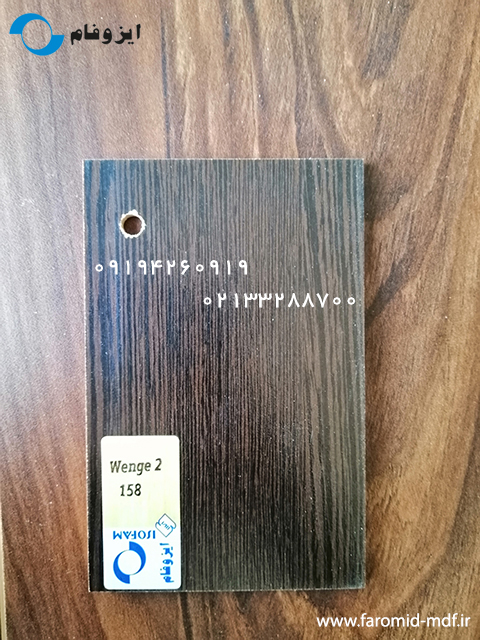 ایزوفام
۰۹۱۹۴۲۶۰۹۱۹
۰۲۱۳۳۲۸۸۷۰۰
Wenge 2
158
ISOFAM
ایزوفام
www.faromid-mdf.ir